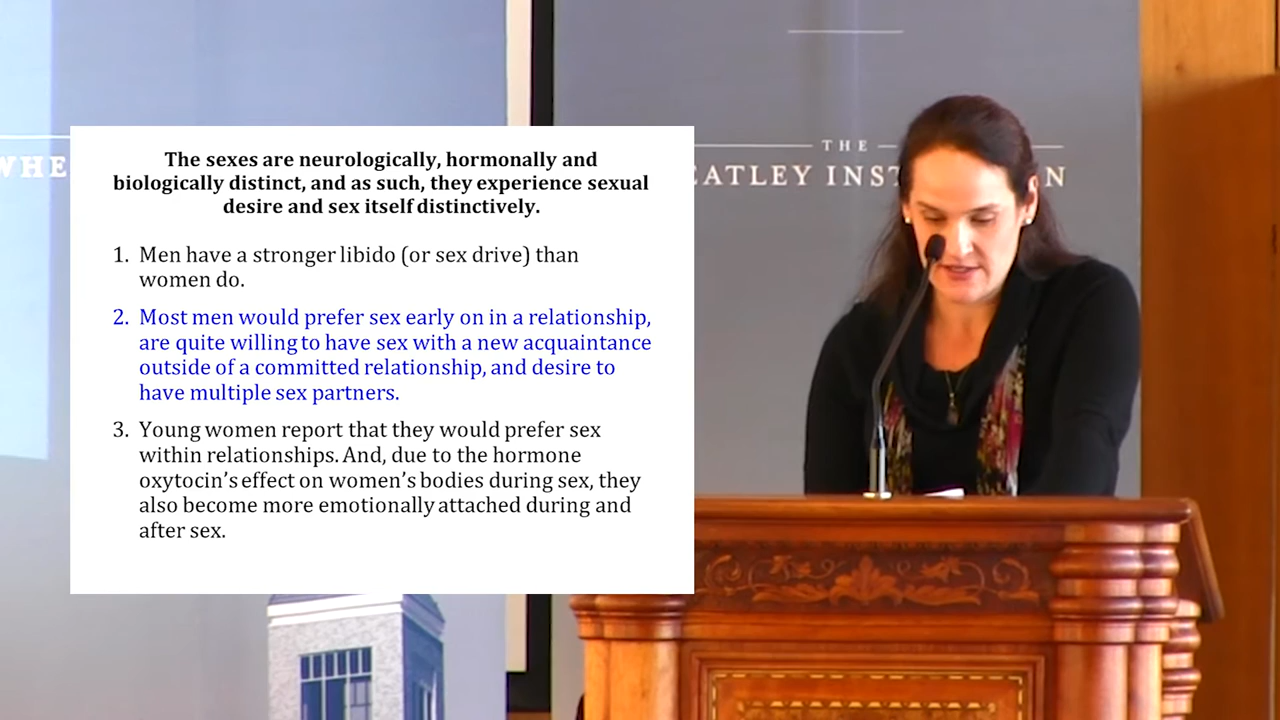 The sexes are neurologically, hormonally and
biologically distinct, and as such, they experience sexual
desire and sex itself distinctively.
1. Men have a stronger libido (or sex drive) than
women do.
2. Most men would prefer sex early on in a relationship,
are quite willing to have sex with a new acquaintance
outside of a committed relationship, and desire to
have multiple sex partners.
3. Young women report that they would prefer sex
within relationships. And, due to the hormone
oxytocin’s effect on women’s bodies during sex, they
also become more emotionally attached during and
after sex.
WHE
THE
EATLEY INS N